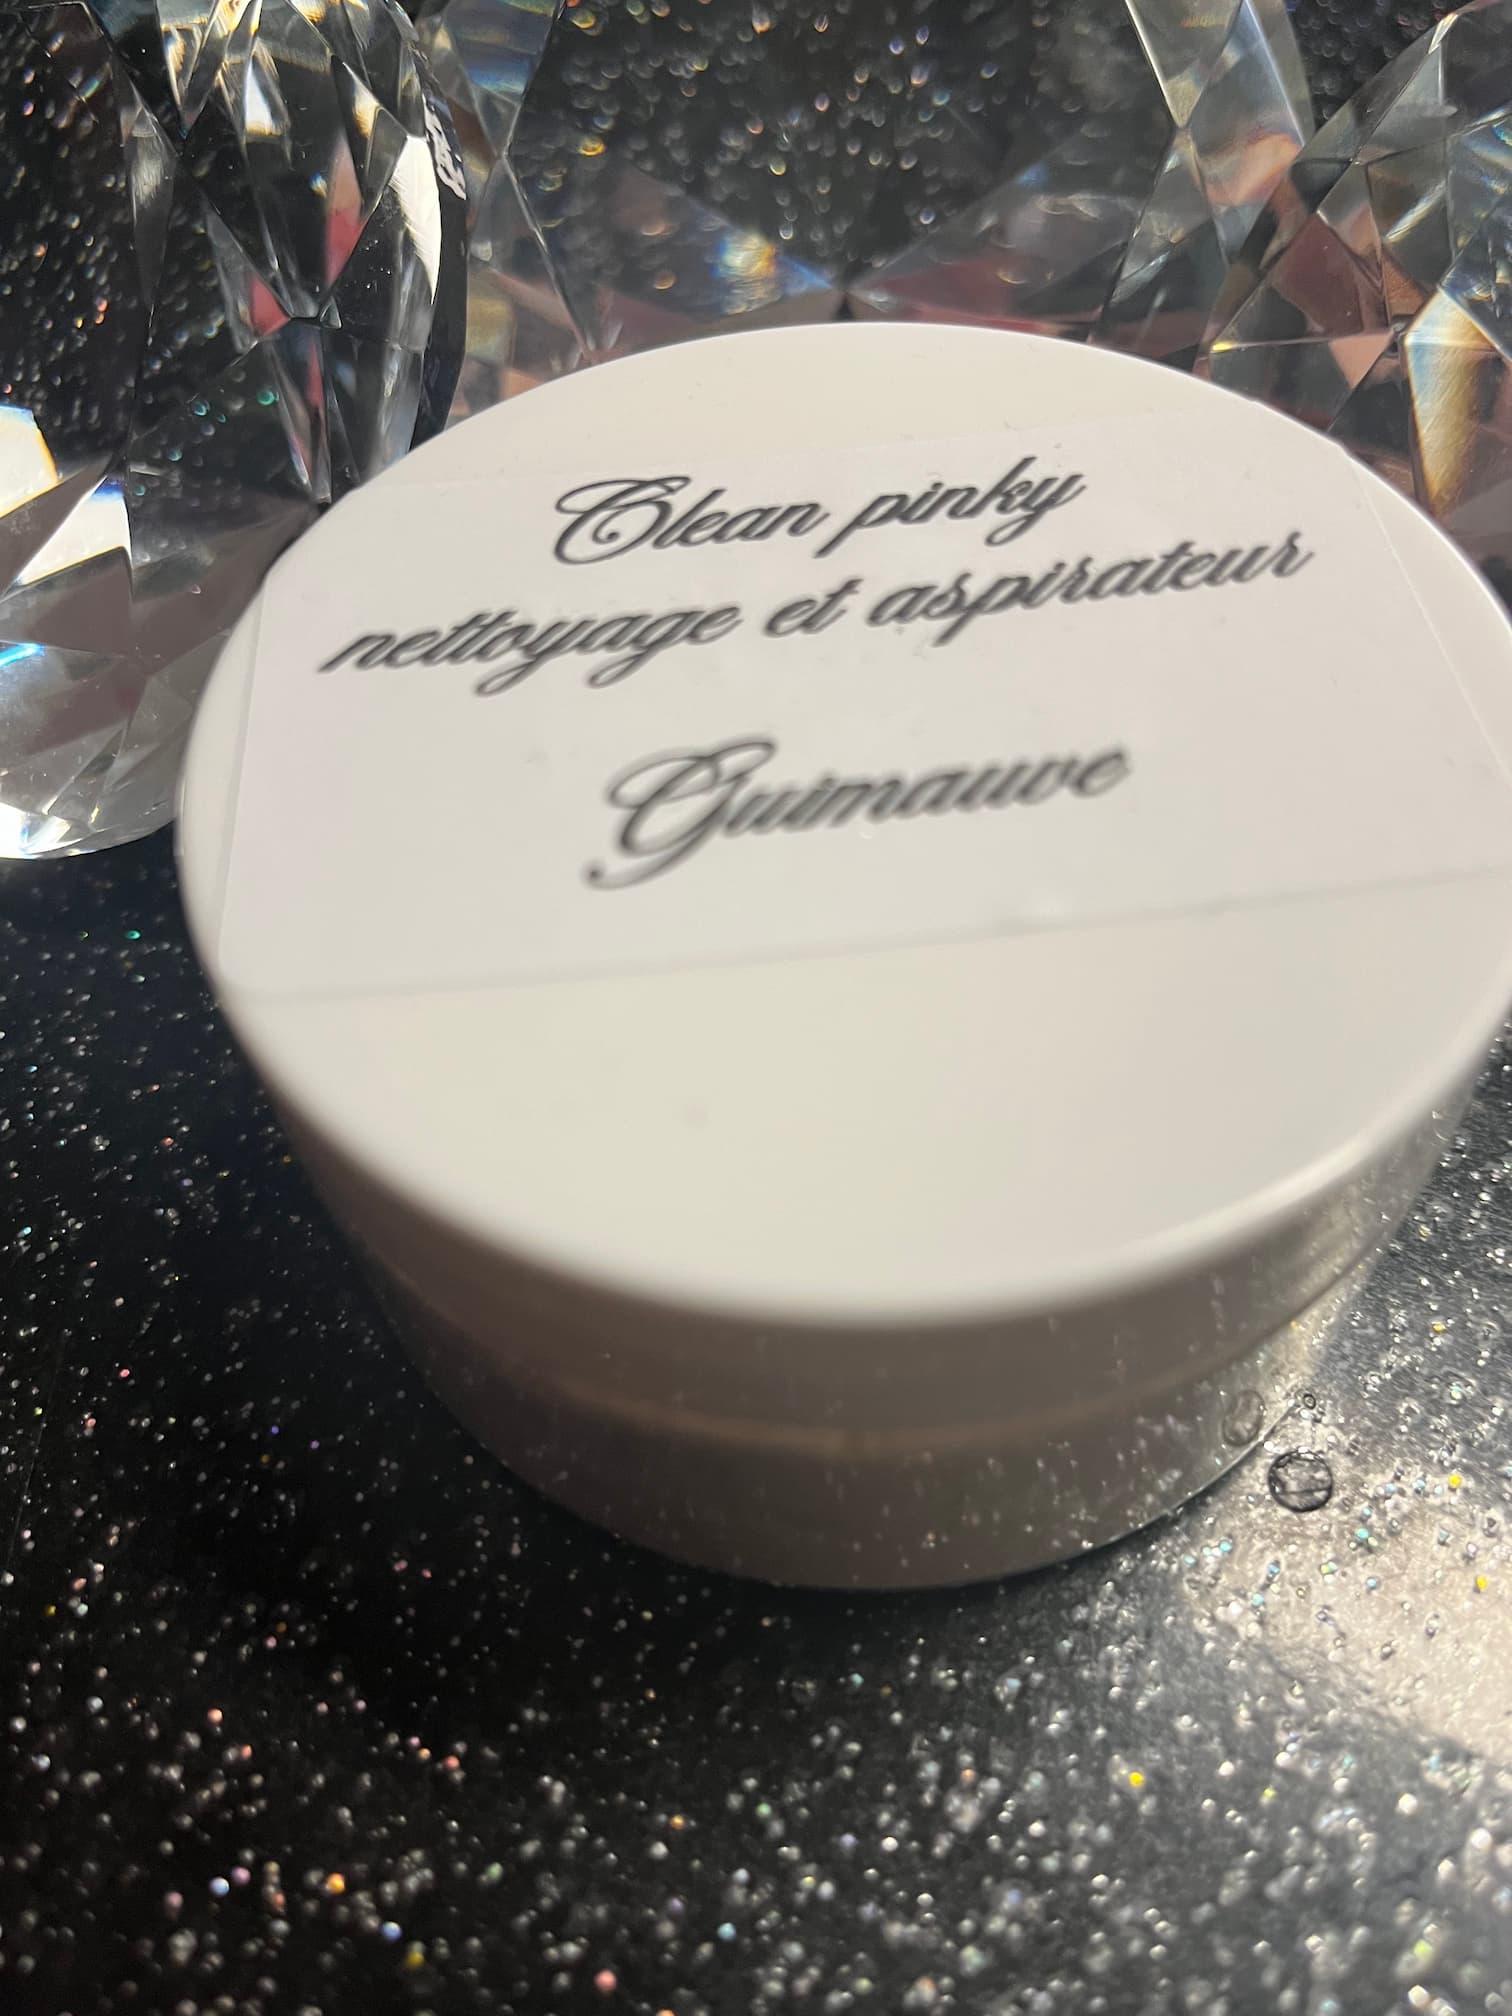 Clean pinky
nettoyage et aspirateur
Guimauve